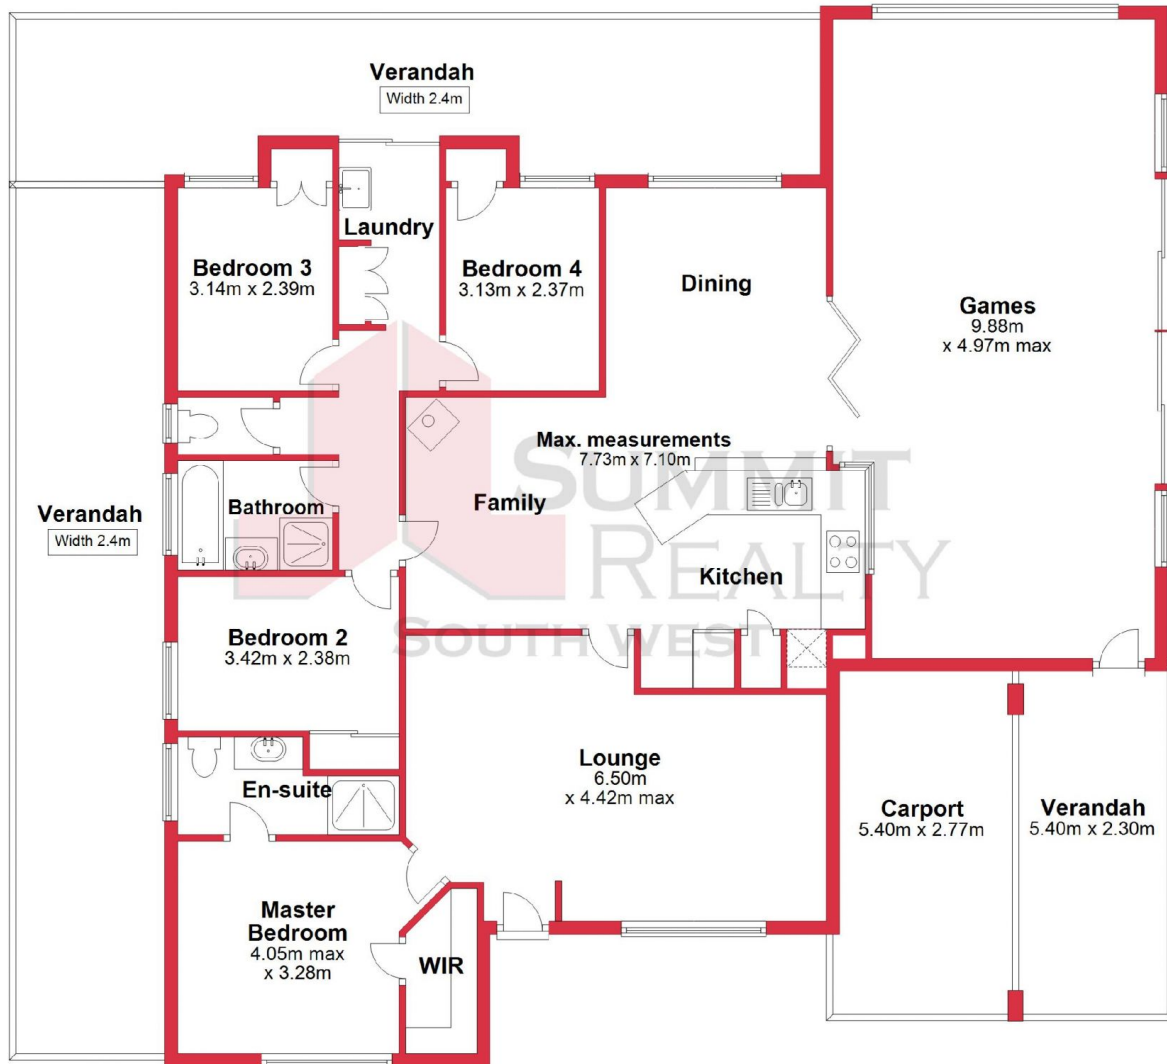 Verandah
Width 2.4m
Laundry
Bedroom 3
3.14m x 2.39m
Bedroom 4
3.13m x 2.37m
Dining
Games
9.88m
x 4.97m max
Max. measurements
7.73m x 7.10m
SUMMIT
REALTY
SOUTH WEST
Family
Bathroom
Verandah
Width 2.4m
Kitchen
Bedroom 2
3.42m x 2.38m
Lounge
6.50m
x 4.42m max
En-suite
Carport
5.40m x 2.77m
Verandah
5.40m x 2.30m
Master
Bedroom
4.05m max
x 3.28m
WIR